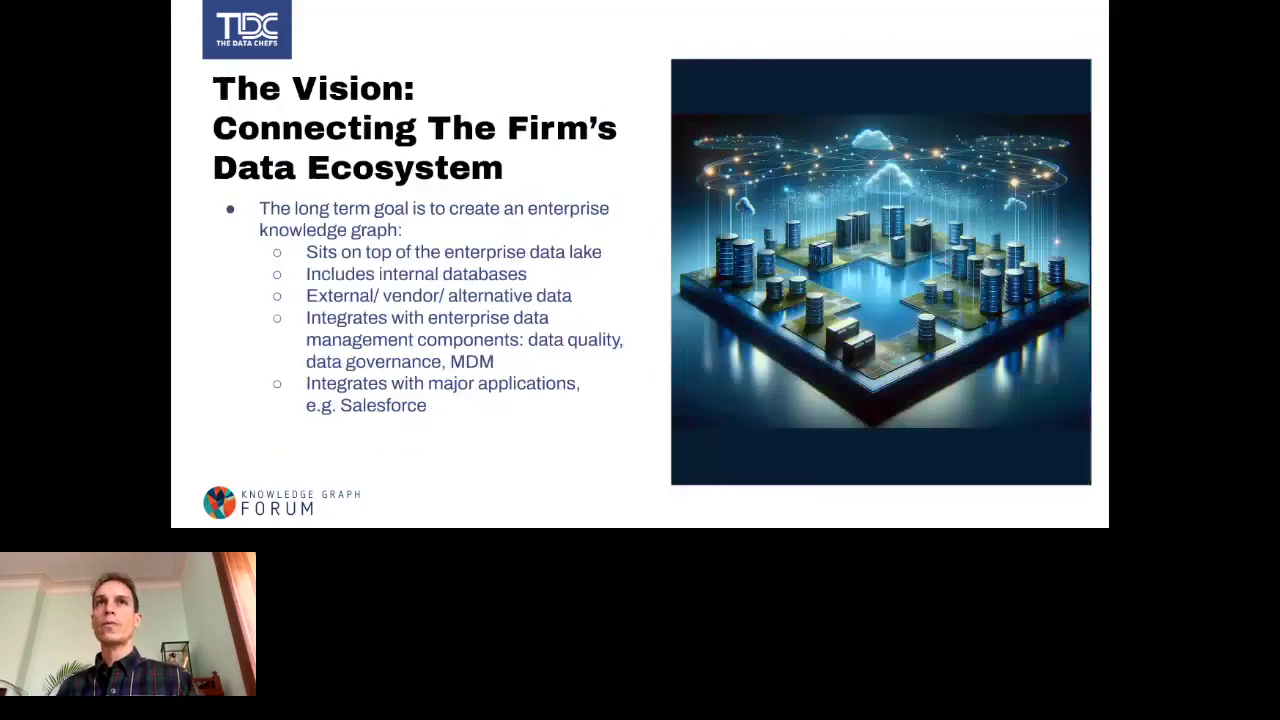 TDC
THE DATA CHEFS
The Vision:
Connecting The Firm's
Data Ecosystem
● The long term goal is to create an enterprise
knowledge graph:
○ Sits on top of the enterprise data lake
○ Includes internal databases
○ External/ vendor/ alternative data
○ Integrates with enterprise data
management components: data quality,
data governance, MDM
○ Integrates with major applications,
e.g. Salesforce
KNOWLEDGE GRAPH
FORUM